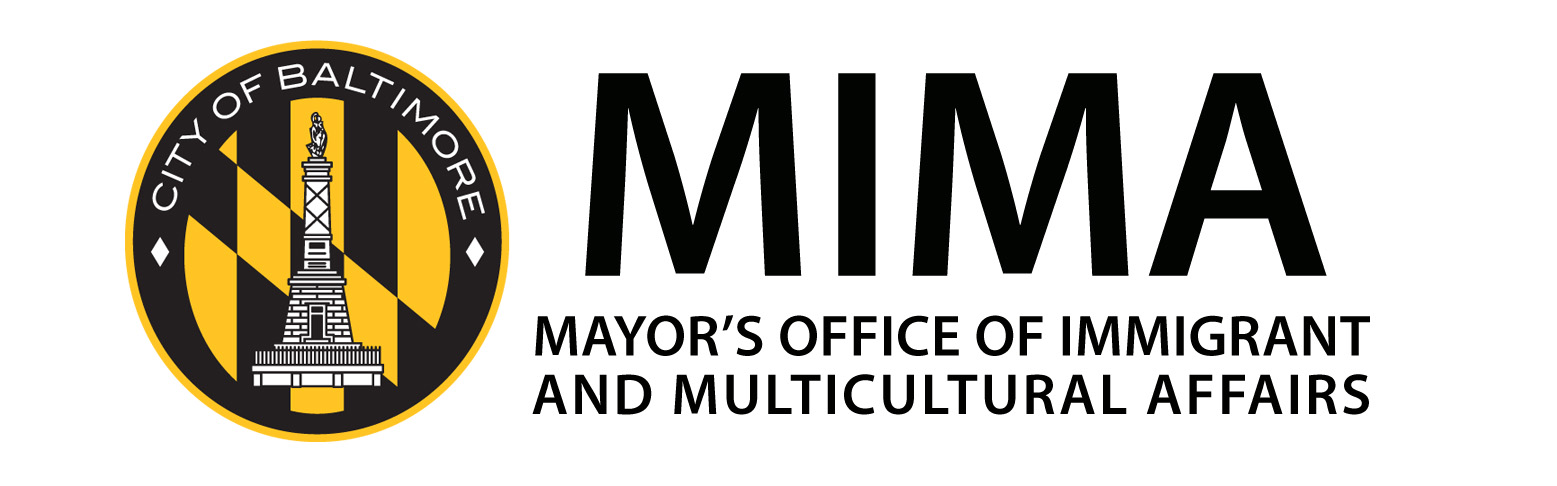 CITY OF BALTIMORE
MIMA
MAYOR’S OFFICE OF IMMIGRANT
AND MULTICULTURAL AFFAIRS